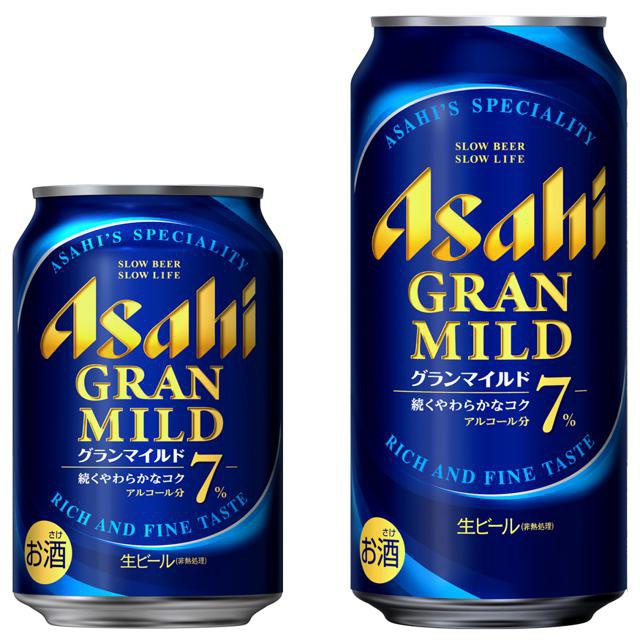 ASAHI'S SPECIALITY
SLOW BEER
SLOW LIFE
Asahi
GRAN
MILD
グランマイルド
続くやわらかなコク
アルコール分
7%
RICH AND FINE TASTE
さけ
お酒
生ビール(非熱処理)
ASAHI'S SPECIALITY
SLOW BEER
SLOW LIFE
Asahi
GRAN
MILD
グランマイルド
続くやわらかなコク
アルコール分
7%
RICH AND FINE TASTE
さけ
お酒
生ビール(非熱処理)